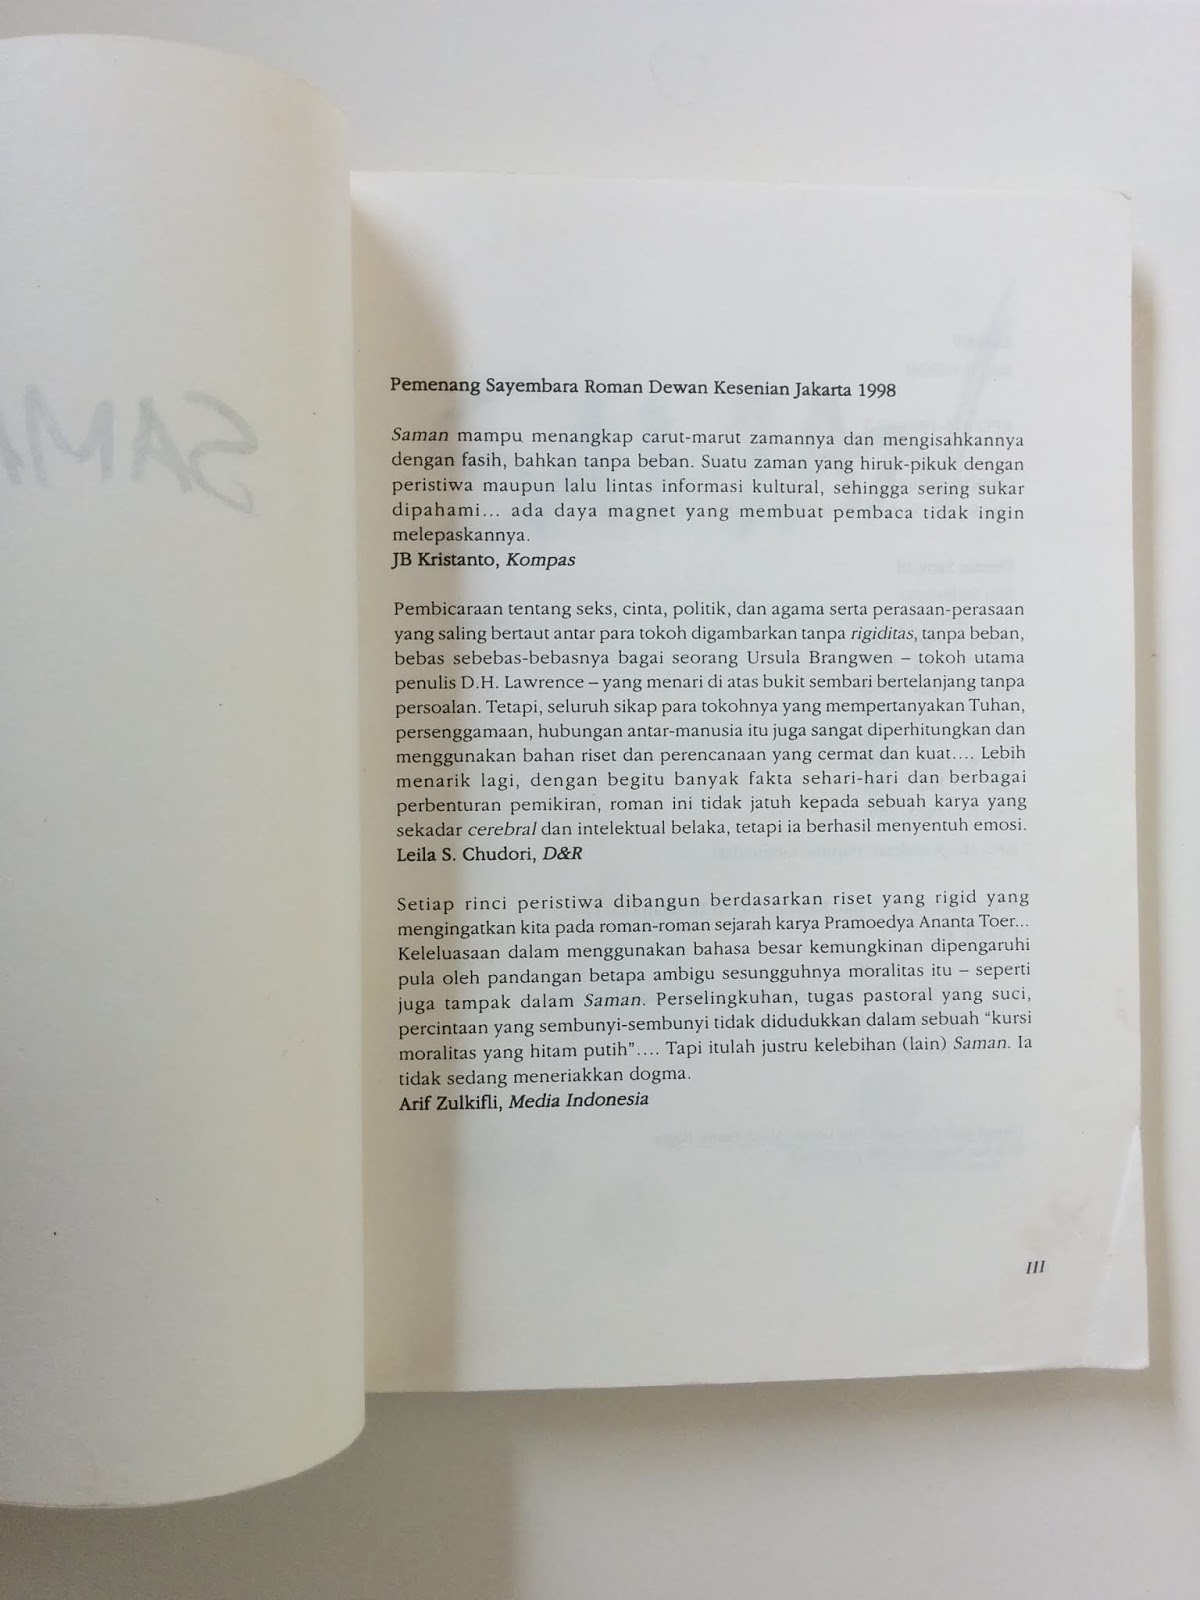 SAMA
Pemenang Sayembara Roman Dewan Kesenian Jakarta 1998
Saman mampu menangkap carut-marut zamannya dan mengisahkannya
dengan fasih, bahkan tanpa beban. Suatu zaman yang hiruk-pikuk dengan
peristiwa maupun lalu lintas informasi kultural, sehingga sering sukar
dipahami... ada daya magnet yang membuat pembaca tidak ingin
melepaskannya.
JB Kristanto, Kompas
Pembicaraan tentang seks, cinta, politik, dan agama serta perasaan-perasaan
yang saling bertaut antar para tokoh digambarkan tanpa rigiditas, tanpa beban,
bebas sebebas-bebasnya bagai seorang Ursula Brangwen – tokoh utama
penulis D.H. Lawrence – yang menari di atas bukit sembari bertelanjang tanpa
persoalan. Tetapi, seluruh sikap para tokohnya yang mempertanyakan Tuhan,
persenggamaan, hubungan antar-manusia itu juga sangat diperhitungkan dan
menggunakan bahan riset dan perencanaan yang cermat dan kuat.... Lebih
menarik lagi, dengan begitu banyak fakta sehari-hari dan berbagai
perbenturan pemikiran, roman ini tidak jatuh kepada sebuah karya yang
sekadar cerebral dan intelektual belaka, tetapi ia berhasil menyentuh emosi.
Leila S. Chudori, D&R
Setiap rinci peristiwa dibangun berdasarkan riset yang rigid yang
mengingatkan kita pada roman-roman sejarah karya Pramoedya Ananta Toer...
Keleluasaan dalam menggunakan bahasa besar kemungkinan dipengaruhi
pula oleh pandangan betapa ambigu sesungguhnya moralitas itu – seperti
juga tampak dalam Saman. Perselingkuhan, tugas pastoral yang suci,
percintaan yang sembunyi-sembunyi tidak didudukkan dalam sebuah “kursi
moralitas yang hitam putih”.... Tapi itulah justru kelebihan (lain) Saman. Ia
tidak sedang meneriakkan dogma.
Arif Zulkifli, Media Indonesia
III